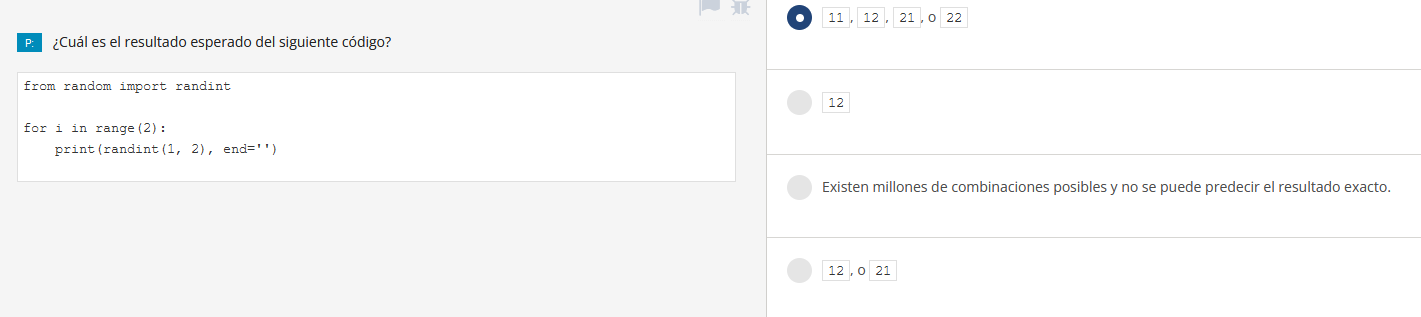 P: ¿Cuál es el resultado esperado del siguiente código?
from random import randint
for i in range(2):
    print(randint(1, 2), end='')
11, 12, 21, o 22
12
Existen millones de combinaciones posibles y no se puede predecir el resultado exacto.
12, o 21